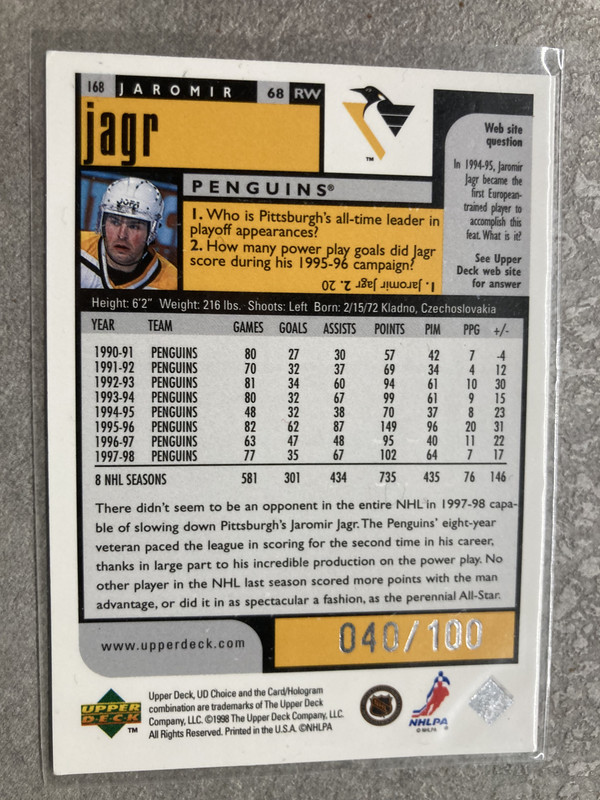 168 JAROMIR 68 RW
jagr
TM
PENGUINS®
1. Who is Pittsburgh's all-time leader in
playoff appearances?
2. How many power play goals did Jagr
score during his 1995-96 campaign?
1. Jaromir Jagr 2. 20
Web site
question
In 1994-95, Jaromir
Jagr became the
first European-
trained player to
accomplish this
feat. What is it?
See Upper
Deck web site
for answer
Height: 6'2" Weight: 216 lbs. Shoots: Left Born: 2/15/72 Kladno, Czechoslovakia
YEAR TEAM GAMES GOALS ASSISTS POINTS PIM PPG +/-
1990-91 PENGUINS 80 27 30 57 42 7 -4
1991-92 PENGUINS 70 32 37 69 34 4 12
1992-93 PENGUINS 81 34 60 94 61 10 30
1993-94 PENGUINS 80 32 67 99 61 9 15
1994-95 PENGUINS 48 32 38 70 37 8 23
1995-96 PENGUINS 82 62 87 149 96 20 31
1996-97 PENGUINS 63 47 48 95 40 11 22
1997-98 PENGUINS 77 35 67 102 64 7 17
8 NHL SEASONS 581 301 434 735 435 76 146
There didn't seem to be an opponent in the entire NHL in 1997-98 capa-
ble of slowing down Pittsburgh's Jaromir Jagr. The Penguins' eight-year
veteran paced the league in scoring for the second time in his career,
thanks in large part to his incredible production on the power play. No
other player in the NHL last season scored more points with the man
advantage, or did it in as spectacular a fashion, as the perennial All-Star.
www.upperdeck.com
040/100
UPPER
DECK
TM
Upper Deck, UD Choice and the Card/Hologram
combination are trademarks of The Upper Deck
Company, LLC. ©1998 The Upper Deck Company, LLC.
All Rights Reserved. Printed in the U.S.A. ©NHLPA
NHL
NHLPA
© NHLPA